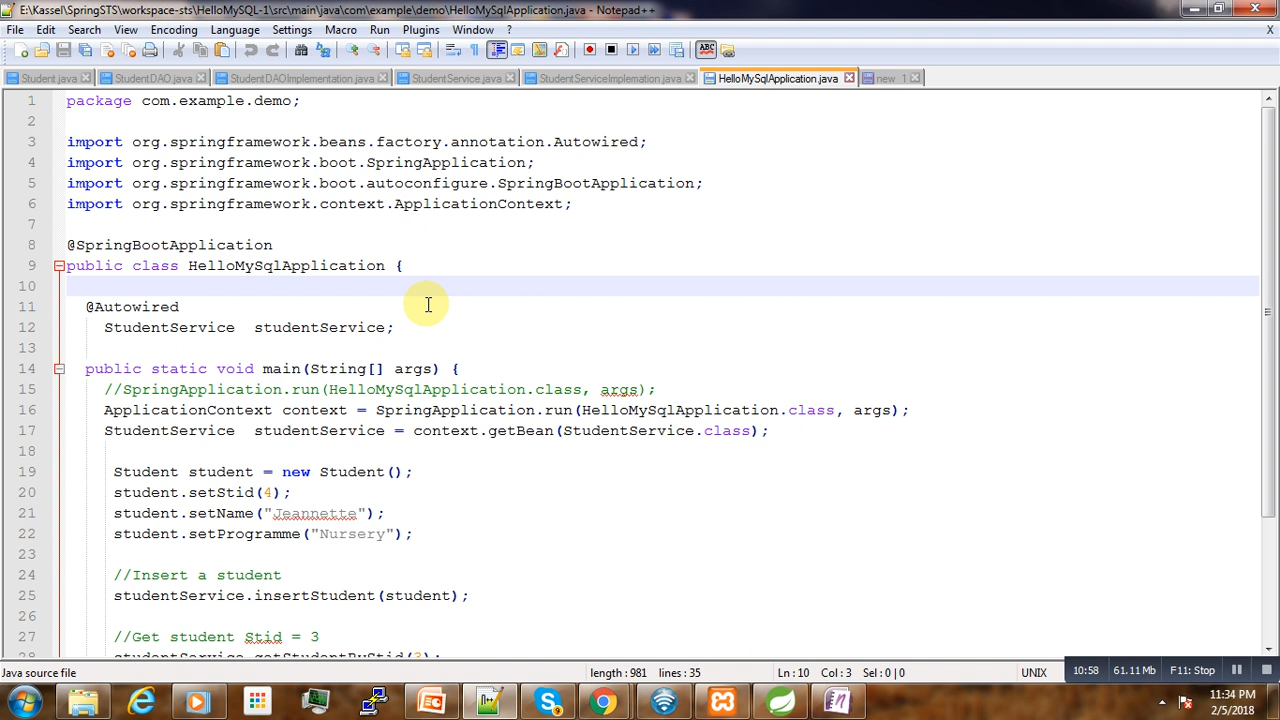 E:\Kassel\SpringSTS\workspace-sts\HelloMySQL-1\src\main\java\com\example\demo\HelloMySqlApplication.java - Notepad++
File Edit Search View Encoding Language Settings Macro Run Plugins Window ? X
ABC
Student.java StudentDAO.java StudentDAOImplementation.java StudentService.java StudentServiceImplemation.java HelloMySqlApplication.java new 1
1 package com.example.demo;
2
3 import org.springframework.beans.factory.annotation.Autowired;
4 import org.springframework.boot.SpringApplication;
5 import org.springframework.boot.autoconfigure.SpringBootApplication;
6 import org.springframework.context.ApplicationContext;
7
8 @SpringBootApplication
9 public class HelloMySqlApplication {
10
11 @Autowired
12 StudentService studentService;
13
14 public static void main(String[] args) {
15 //SpringApplication.run(HelloMySqlApplication.class, args);
16 ApplicationContext context = SpringApplication.run(HelloMySqlApplication.class, args);
17 StudentService studentService = context.getBean(StudentService.class);
18
19 Student student = new Student();
20 student.setStid(4);
21 student.setName("Jeannette");
22 student.setProgramme("Nursery");
23
24 //Insert a student
25 studentService.insertStudent(student);
26
27 //Get student Stid = 3
28 studentService.getStudentByStid(3);
Java source file length : 981 lines : 35 Ln : 10 Col : 3 Sel : 0 | 0 UNIX
10:58 61.11 Mb F11: Stop
11:34 PM
2/5/2018